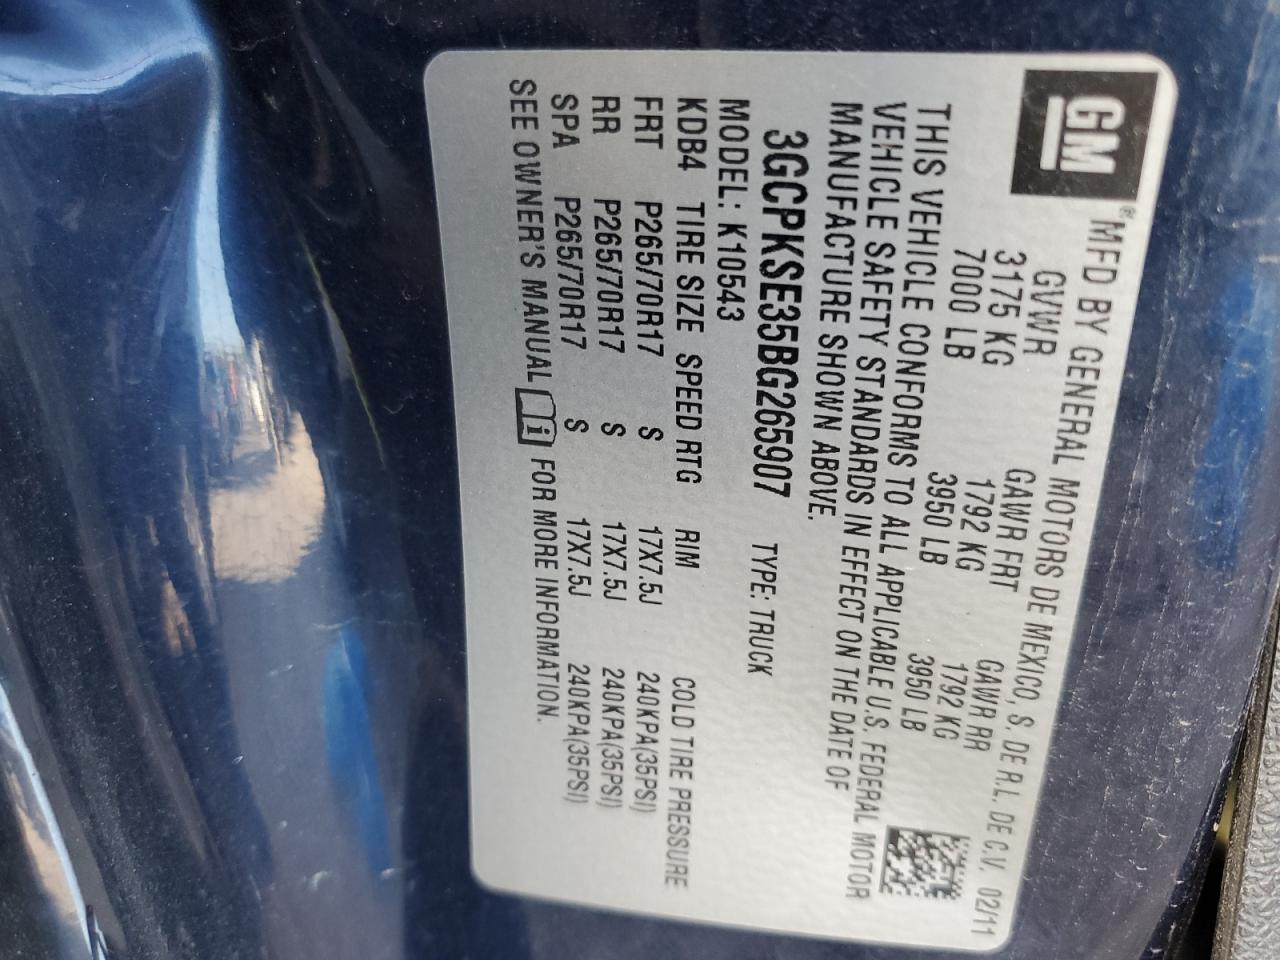 GM ® MFD BY GENERAL MOTORS DE MEXICO, S. DE R.L. DE C.V. 02/11
GVWR GAWR FRT GAWR RR
3175 KG 1792 KG 1792 KG
7000 LB 3950 LB 3950 LB
THIS VEHICLE CONFORMS TO ALL APPLICABLE U.S. FEDERAL MOTOR
VEHICLE SAFETY STANDARDS IN EFFECT ON THE DATE OF
MANUFACTURE SHOWN ABOVE.
3GCPKSE35BG265907 TYPE: TRUCK
MODEL: K10543
KDB4 TIRE SIZE SPEED RTG RIM COLD TIRE PRESSURE
FRT P265/70R17 S 17X7.5J 240KPA(35PSI)
RR P265/70R17 S 17X7.5J 240KPA(35PSI)
SPA P265/70R17 S 17X7.5J 240KPA(35PSI)
SEE OWNER'S MANUAL i FOR MORE INFORMATION.